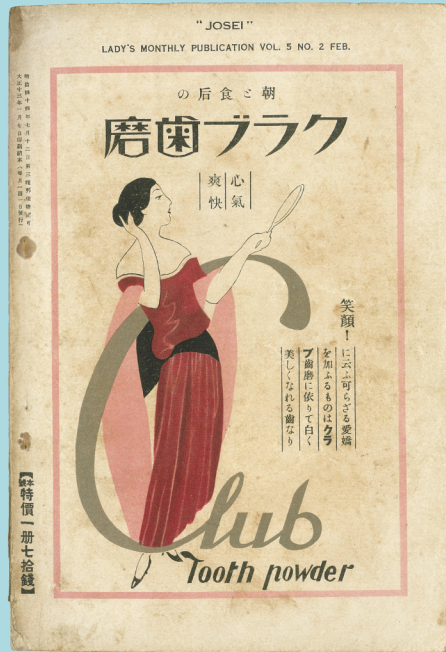 "JOSEI"
LADY'S MONTHLY PUBLICATION VOL. 5 NO. 2 FEB.
朝と食后の
クラブ歯磨
心氣
爽快
笑顔!
に云ふ可らざる愛嬌
を加ふるものはクラ
ブ歯磨に依りて白く
美しくなれる歯なり
Club
Tooth powder
【本號特價一册七拾錢】